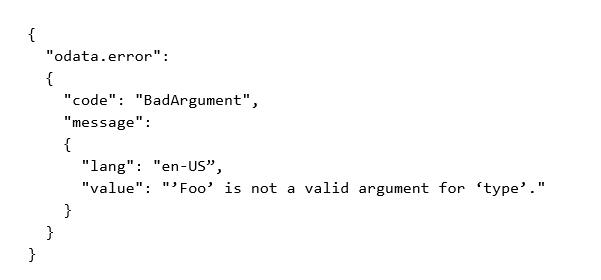 {
  "odata.error":
  {
    "code": "BadArgument",
    "message":
    {
      "lang": "en-US”,
      "value": "’Foo’ is not a valid argument for ‘type’."
    }
  }
}